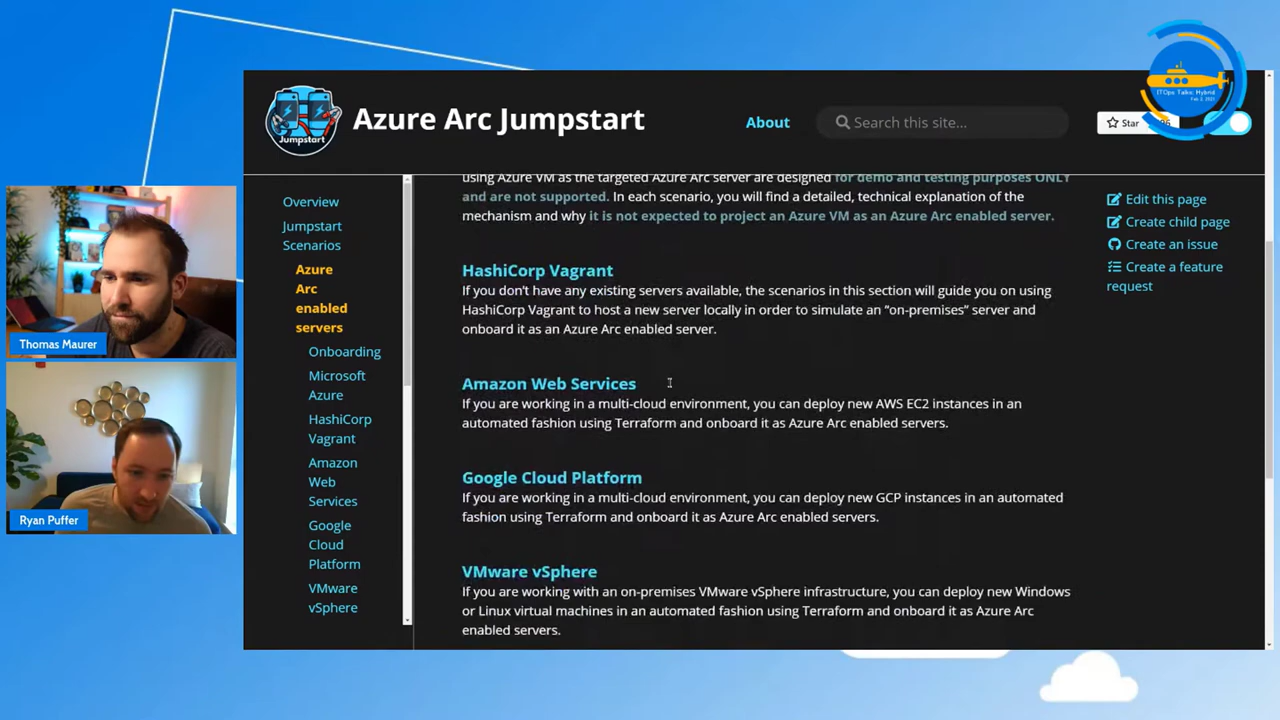 Jumpstart
Azure Arc Jumpstart
About
Search this site...
Star
ITOps Talks: Hybrid
Feb 2, 2021
Overview
Jumpstart
Scenarios
Azure
Arc
enabled
servers
Onboarding
Microsoft
Azure
HashiCorp
Vagrant
Amazon
Web
Services
Google
Cloud
Platform
VMware
vSphere
using Azure VM as the targeted Azure Arc server are designed for demo and testing purposes ONLY
and are not supported. In each scenario, you will find a detailed, technical explanation of the
mechanism and why it is not expected to project an Azure VM as an Azure Arc enabled server.
HashiCorp Vagrant
If you don't have any existing servers available, the scenarios in this section will guide you on using
HashiCorp Vagrant to host a new server locally in order to simulate an “on-premises” server and
onboard it as an Azure Arc enabled server.
Amazon Web Services
If you are working in a multi-cloud environment, you can deploy new AWS EC2 instances in an
automated fashion using Terraform and onboard it as Azure Arc enabled servers.
Google Cloud Platform
If you are working in a multi-cloud environment, you can deploy new GCP instances in an automated
fashion using Terraform and onboard it as Azure Arc enabled servers.
VMware vSphere
If you are working with an on-premises VMware vSphere infrastructure, you can deploy new Windows
or Linux virtual machines in an automated fashion using Terraform and onboard it as Azure Arc
enabled servers.
Edit this page
Create child page
Create an issue
Create a feature
request
Thomas Maurer
Ryan Puffer